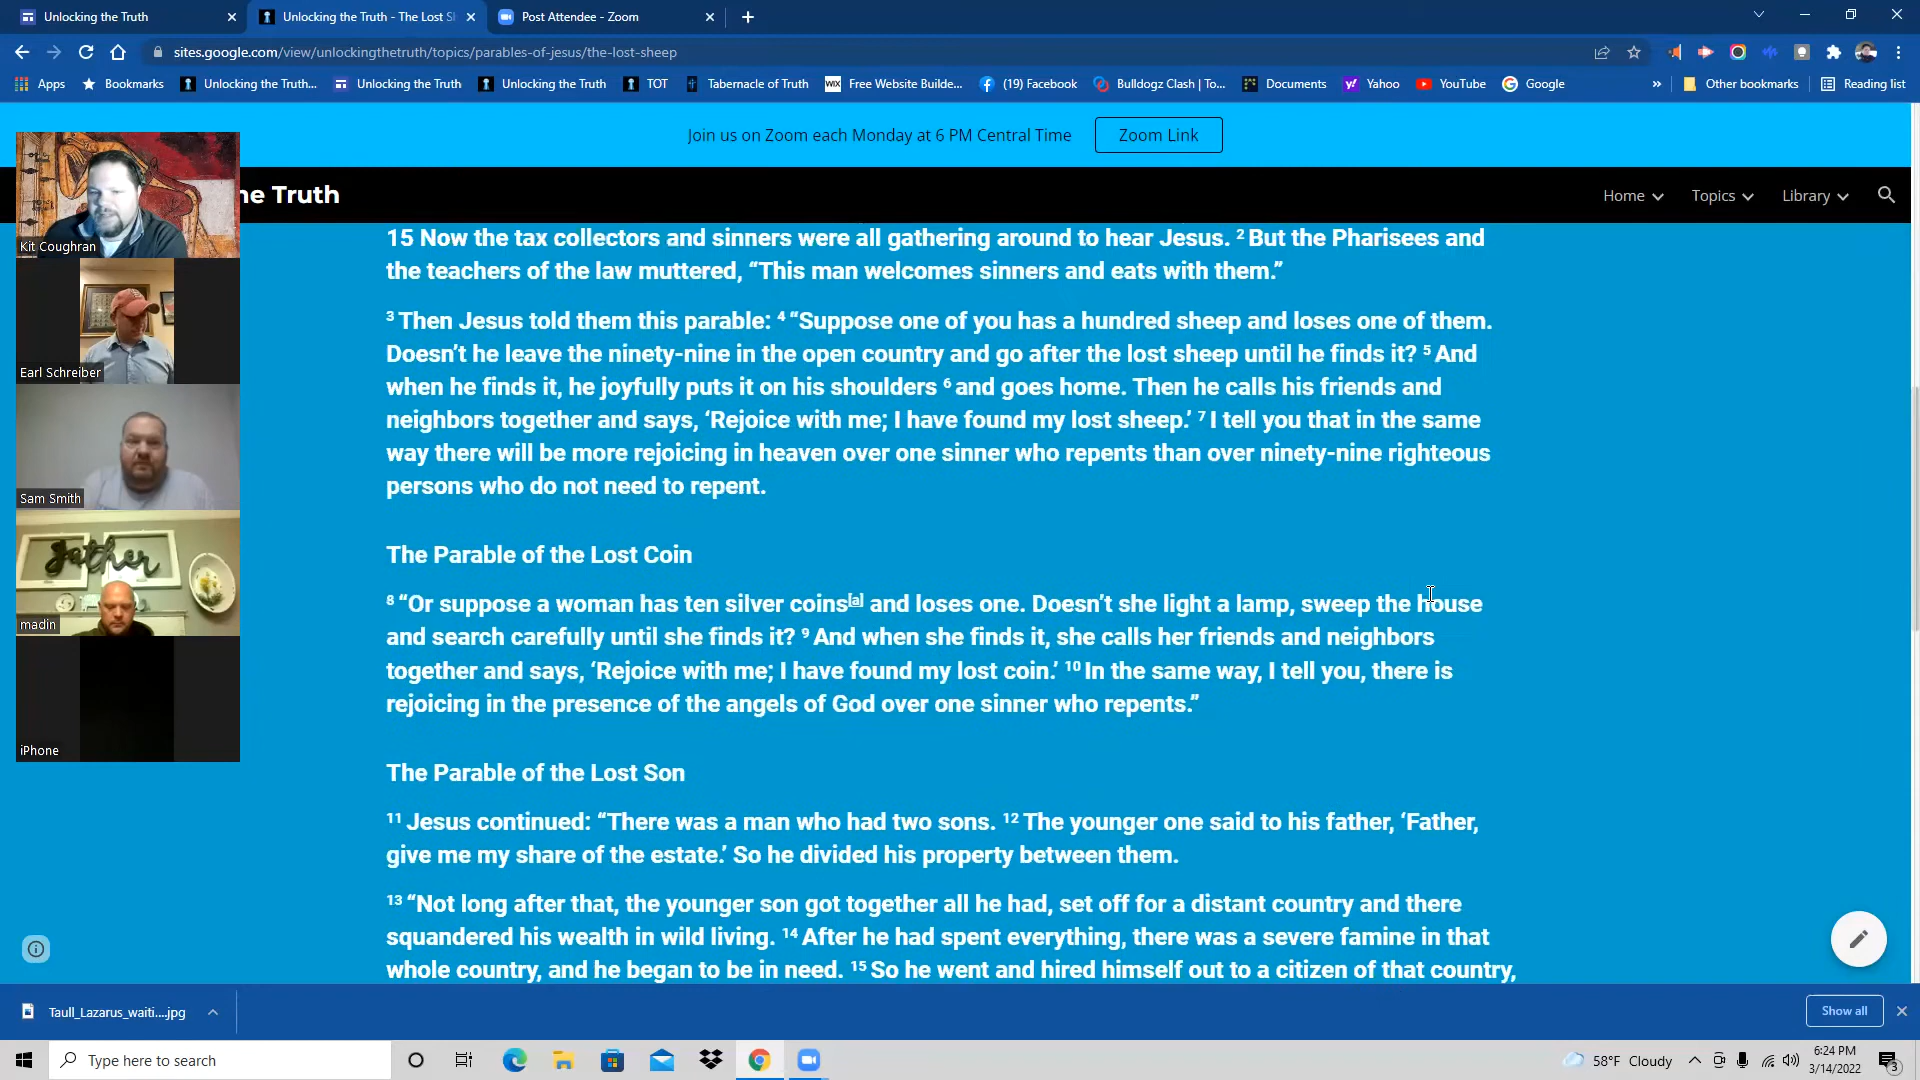 Unlocking the Truth
Unlocking the Truth - The Lost Sh
Post Attendee - Zoom
sites.google.com/view/unlockingthetruth/topics/parables-of-jesus/the-lost-sheep
Apps
Bookmarks
Unlocking the Truth...
Unlocking the Truth
Unlocking the Truth
TOT
Tabernacle of Truth
WIX
Free Website Builde...
(19) Facebook
Bulldogz Clash | To...
Documents
Yahoo
YouTube
Google
»
Other bookmarks
Reading list
Join us on Zoom each Monday at 6 PM Central Time
Zoom Link
he Truth
Home
Topics
Library
Kit Coughran
Earl Schreiber
Sam Smith
gather
madin
iPhone
15 Now the tax collectors and sinners were all gathering around to hear Jesus. 2 But the Pharisees and
the teachers of the law muttered, “This man welcomes sinners and eats with them.”
3 Then Jesus told them this parable: 4 “Suppose one of you has a hundred sheep and loses one of them.
Doesn’t he leave the ninety-nine in the open country and go after the lost sheep until he finds it? 5 And
when he finds it, he joyfully puts it on his shoulders 6 and goes home. Then he calls his friends and
neighbors together and says, ‘Rejoice with me; I have found my lost sheep.’ 7 I tell you that in the same
way there will be more rejoicing in heaven over one sinner who repents than over ninety-nine righteous
persons who do not need to repent.
The Parable of the Lost Coin
8 “Or suppose a woman has ten silver coins[a] and loses one. Doesn’t she light a lamp, sweep the house
and search carefully until she finds it? 9 And when she finds it, she calls her friends and neighbors
together and says, ‘Rejoice with me; I have found my lost coin.’ 10 In the same way, I tell you, there is
rejoicing in the presence of the angels of God over one sinner who repents.”
The Parable of the Lost Son
11 Jesus continued: “There was a man who had two sons. 12 The younger one said to his father, ‘Father,
give me my share of the estate.’ So he divided his property between them.
13 “Not long after that, the younger son got together all he had, set off for a distant country and there
squandered his wealth in wild living. 14 After he had spent everything, there was a severe famine in that
whole country, and he began to be in need. 15 So he went and hired himself out to a citizen of that country,
Taull_Lazarus_waiti....jpg
Show all
Type here to search
58°F Cloudy
6:24 PM
3/14/2022
3